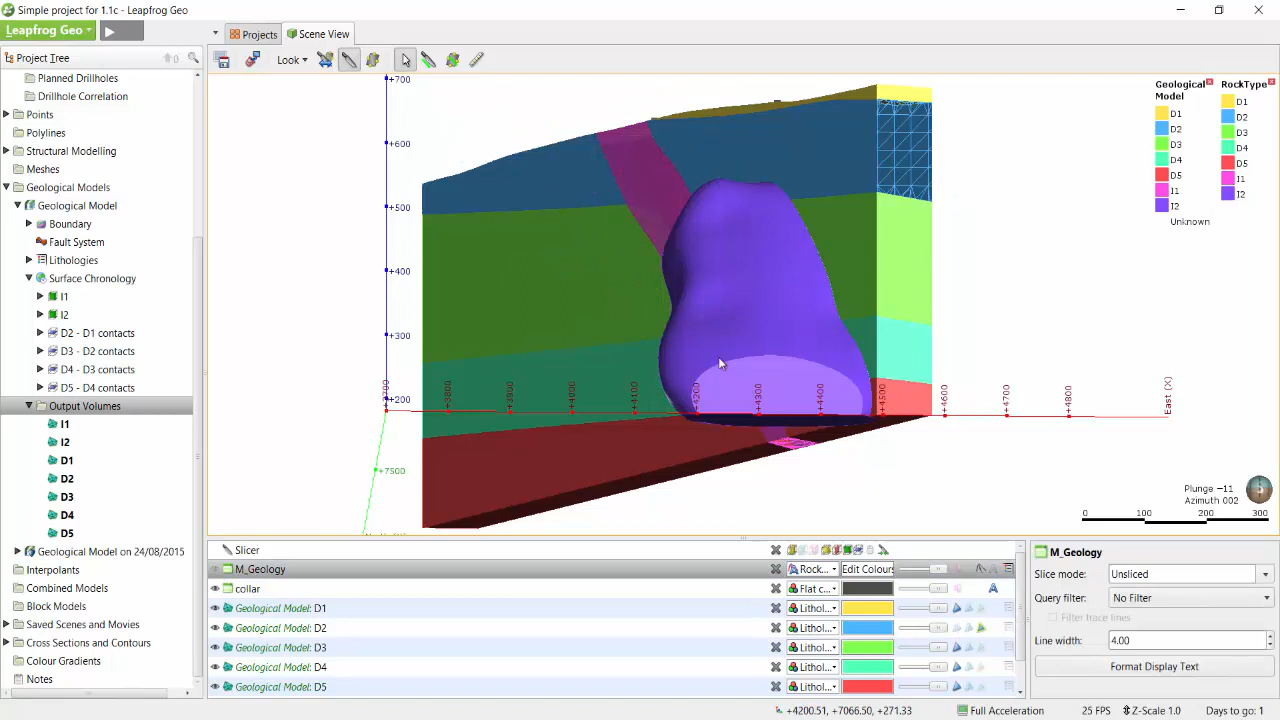 Simple project for 1.1c - Leapfrog Geo
Leapfrog Geo
Projects
Scene View
Project Tree
Look
Planned Drillholes
Drillhole Correlation
Points
Polylines
Structural Modelling
Meshes
Geological Models
Geological Model
Boundary
Fault System
Lithologies
Surface Chronology
I1
I2
D2 - D1 contacts
D3 - D2 contacts
D4 - D3 contacts
D5 - D4 contacts
Output Volumes
I1
I2
D1
D2
D3
D4
D5
Geological Model on 24/08/2015
Interpolants
Combined Models
Block Models
Saved Scenes and Movies
Cross Sections and Contours
Colour Gradients
Notes
+700
+600
+500
+400
+300
+200
+3800
+3900
+4000
+4100
+4200
+4300
+4400
+4500
+4600
+4700
+4800
East (X)
+7500
Geological Model
D1
D2
D3
D4
D5
I1
I2
Unknown
RockType
D1
D2
D3
D4
D5
I1
I2
Plunge −11
Azimuth 002
0 100 200 300
Slicer
M_Geology Rock... Edit Colours
collar Flat c...
Geological Model: D1 Lithol...
Geological Model: D2 Lithol...
Geological Model: D3 Lithol...
Geological Model: D4 Lithol...
Geological Model: D5 Lithol...
M_Geology
Slice mode: Unsliced
Query filter: No Filter
Filter trace lines
Line width: 4.00
Format Display Text
+4200.51, +7066.50, +271.33 Full Acceleration 25 FPS Z-Scale 1.0 Days to go: 1